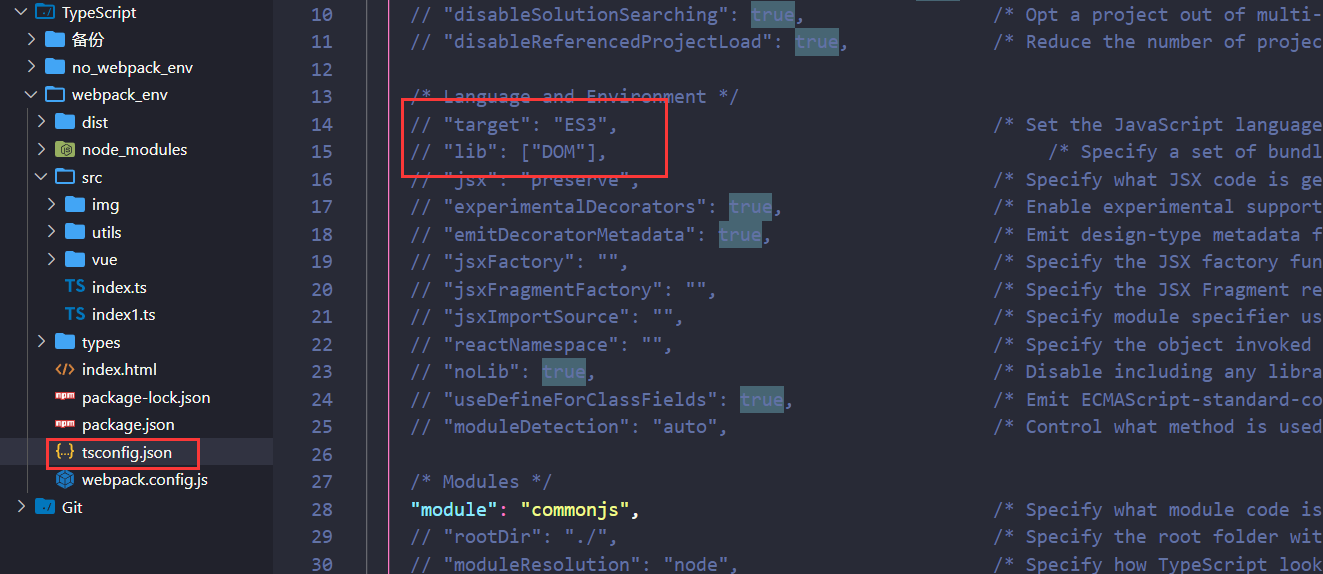 TypeScript
备份
no_webpack_env
webpack_env
dist
node_modules
src
img
utils
vue
TS index.ts
TS index1.ts
types
index.html
npm package-lock.json
npm package.json
{..} tsconfig.json
webpack.config.js
Git
10 // "disableSolutionSearching": true, /* Opt a project out of multi-
11 // "disableReferencedProjectLoad": true, /* Reduce the number of projec
12
13 /* Language and Environment */
14 // "target": "ES3", /* Set the JavaScript language
15 // "lib": ["DOM"], /* Specify a set of bundl
16 // "jsx": "preserve", /* Specify what JSX code is ge
17 // "experimentalDecorators": true, /* Enable experimental support
18 // "emitDecoratorMetadata": true, /* Emit design-type metadata f
19 // "jsxFactory": "", /* Specify the JSX factory fun
20 // "jsxFragmentFactory": "", /* Specify the JSX Fragment re
21 // "jsxImportSource": "", /* Specify module specifier us
22 // "reactNamespace": "", /* Specify the object invoked
23 // "noLib": true, /* Disable including any libra
24 // "useDefineForClassFields": true, /* Emit ECMAScript-standard-co
25 // "moduleDetection": "auto", /* Control what method is used
26
27 /* Modules */
28 "module": "commonjs", /* Specify what module code is
29 // "rootDir": "./", /* Specify the root folder wit
30 // "moduleResolution": "node", /* Specify how TypeScript look